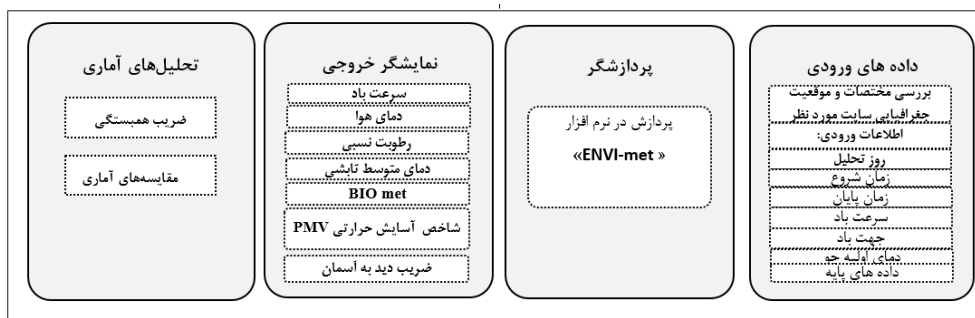 داده های ورودی
بررسی مختصات و موقعیت
جغرافیایی سایت مورد نظر
اطلاعات ورودی:
روز تحلیل
زمان شروع
زمان پایان
سرعت باد
جهت باد
دمای اولیه جو
داده های پایه
پردازشگر
پردازش در نرم افزار
«ENVI-met »
نمایشگر خروجی
سرعت باد
دمای هوا
رطوبت نسبی
دمای متوسط تابشی
BIO met
شاخص آسایش حرارتی PMV
ضریب دید به آسمان
تحلیل‌های آماری
ضریب همبستگی
مقایسه‌های آماری